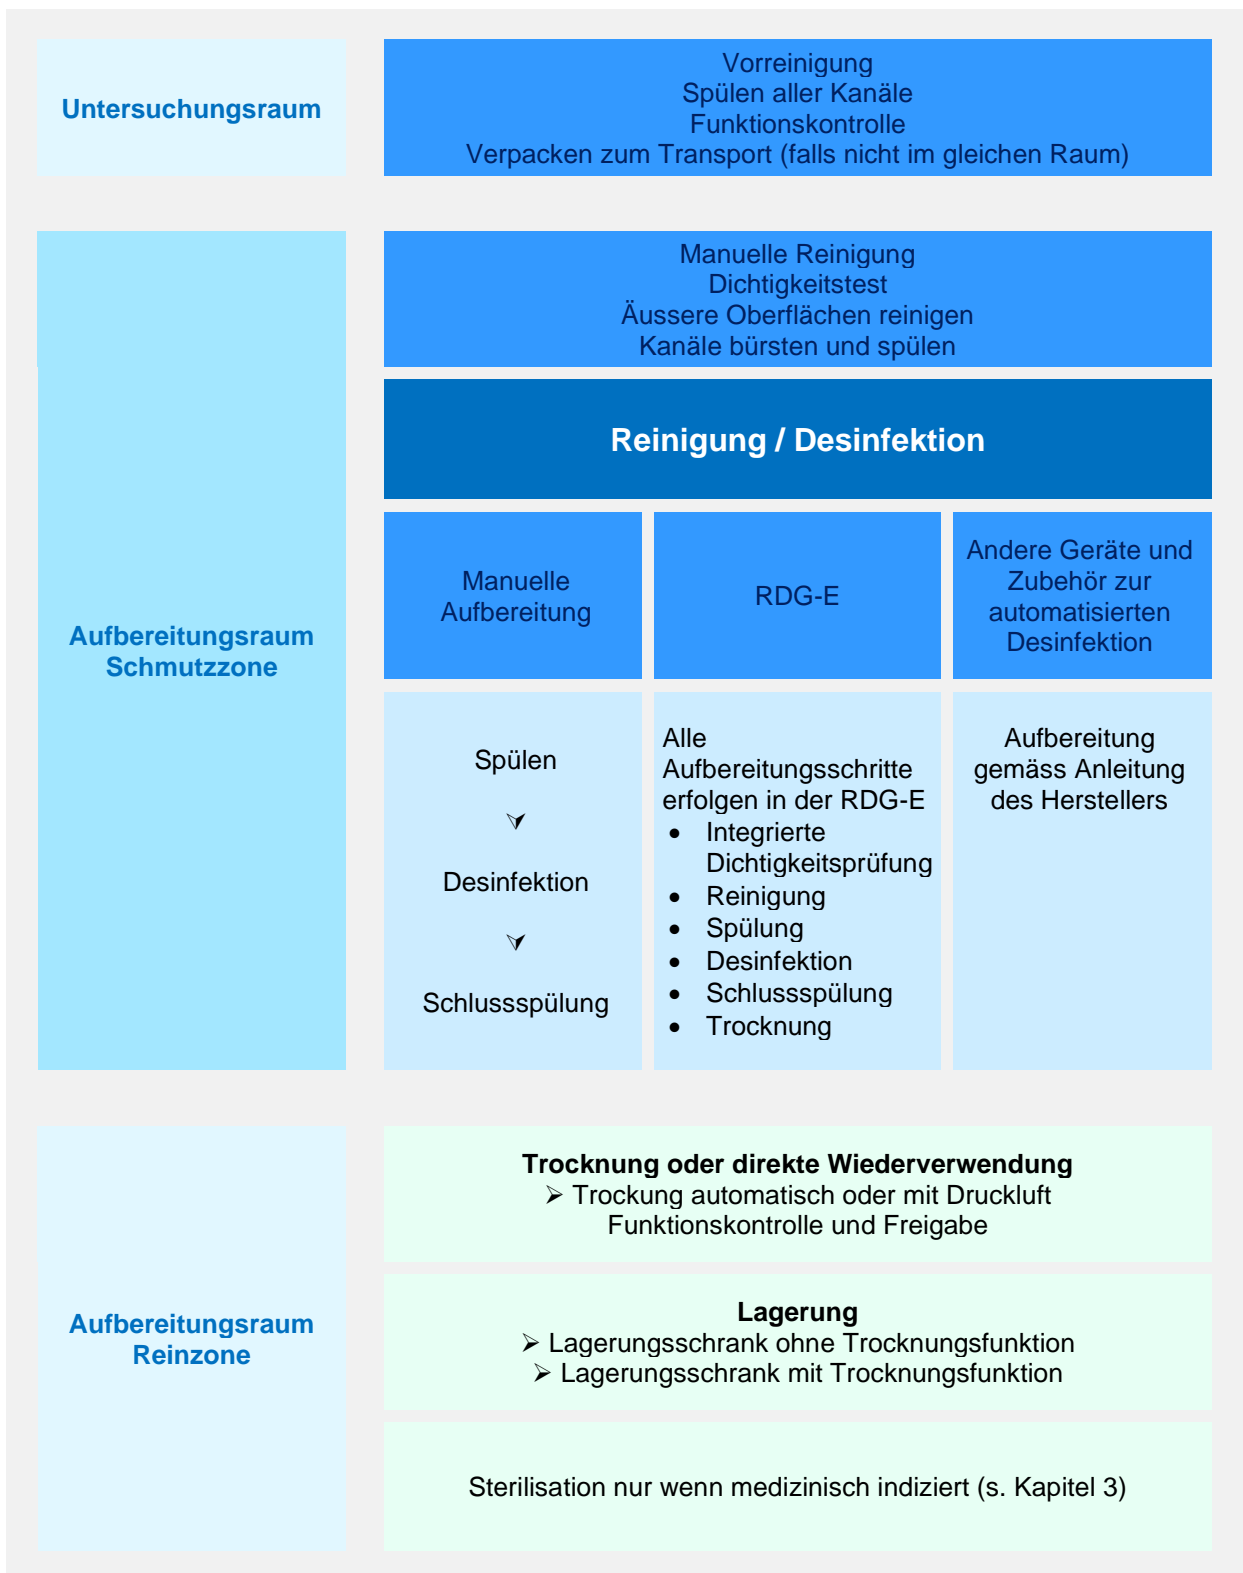 Untersuchungsraum
Vorreinigung
Spülen aller Kanäle
Funktionskontrolle
Verpacken zum Transport (falls nicht im gleichen Raum)
Aufbereitungsraum
Schmutzzone
Manuelle Reinigung
Dichtigkeitstest
Äussere Oberflächen reinigen
Kanäle bürsten und spülen
Reinigung / Desinfektion
Manuelle
Aufbereitung
RDG-E
Andere Geräte und
Zubehör zur
automatisierten
Desinfektion
Spülen
⮟
Desinfektion
⮟
Schlussspülung
Alle
Aufbereitungsschritte
erfolgen in der RDG-E
• Integrierte
Dichtigkeitsprüfung
• Reinigung
• Spülung
• Desinfektion
• Schlussspülung
• Trocknung
Aufbereitung
gemäss Anleitung
des Herstellers
Aufbereitungsraum
Reinzone
Trocknung oder direkte Wiederverwendung
➢ Trockung automatisch oder mit Druckluft
Funktionskontrolle und Freigabe
Lagerung
➢ Lagerungsschrank ohne Trocknungsfunktion
➢ Lagerungsschrank mit Trocknungsfunktion
Sterilisation nur wenn medizinisch indiziert (s. Kapitel 3)